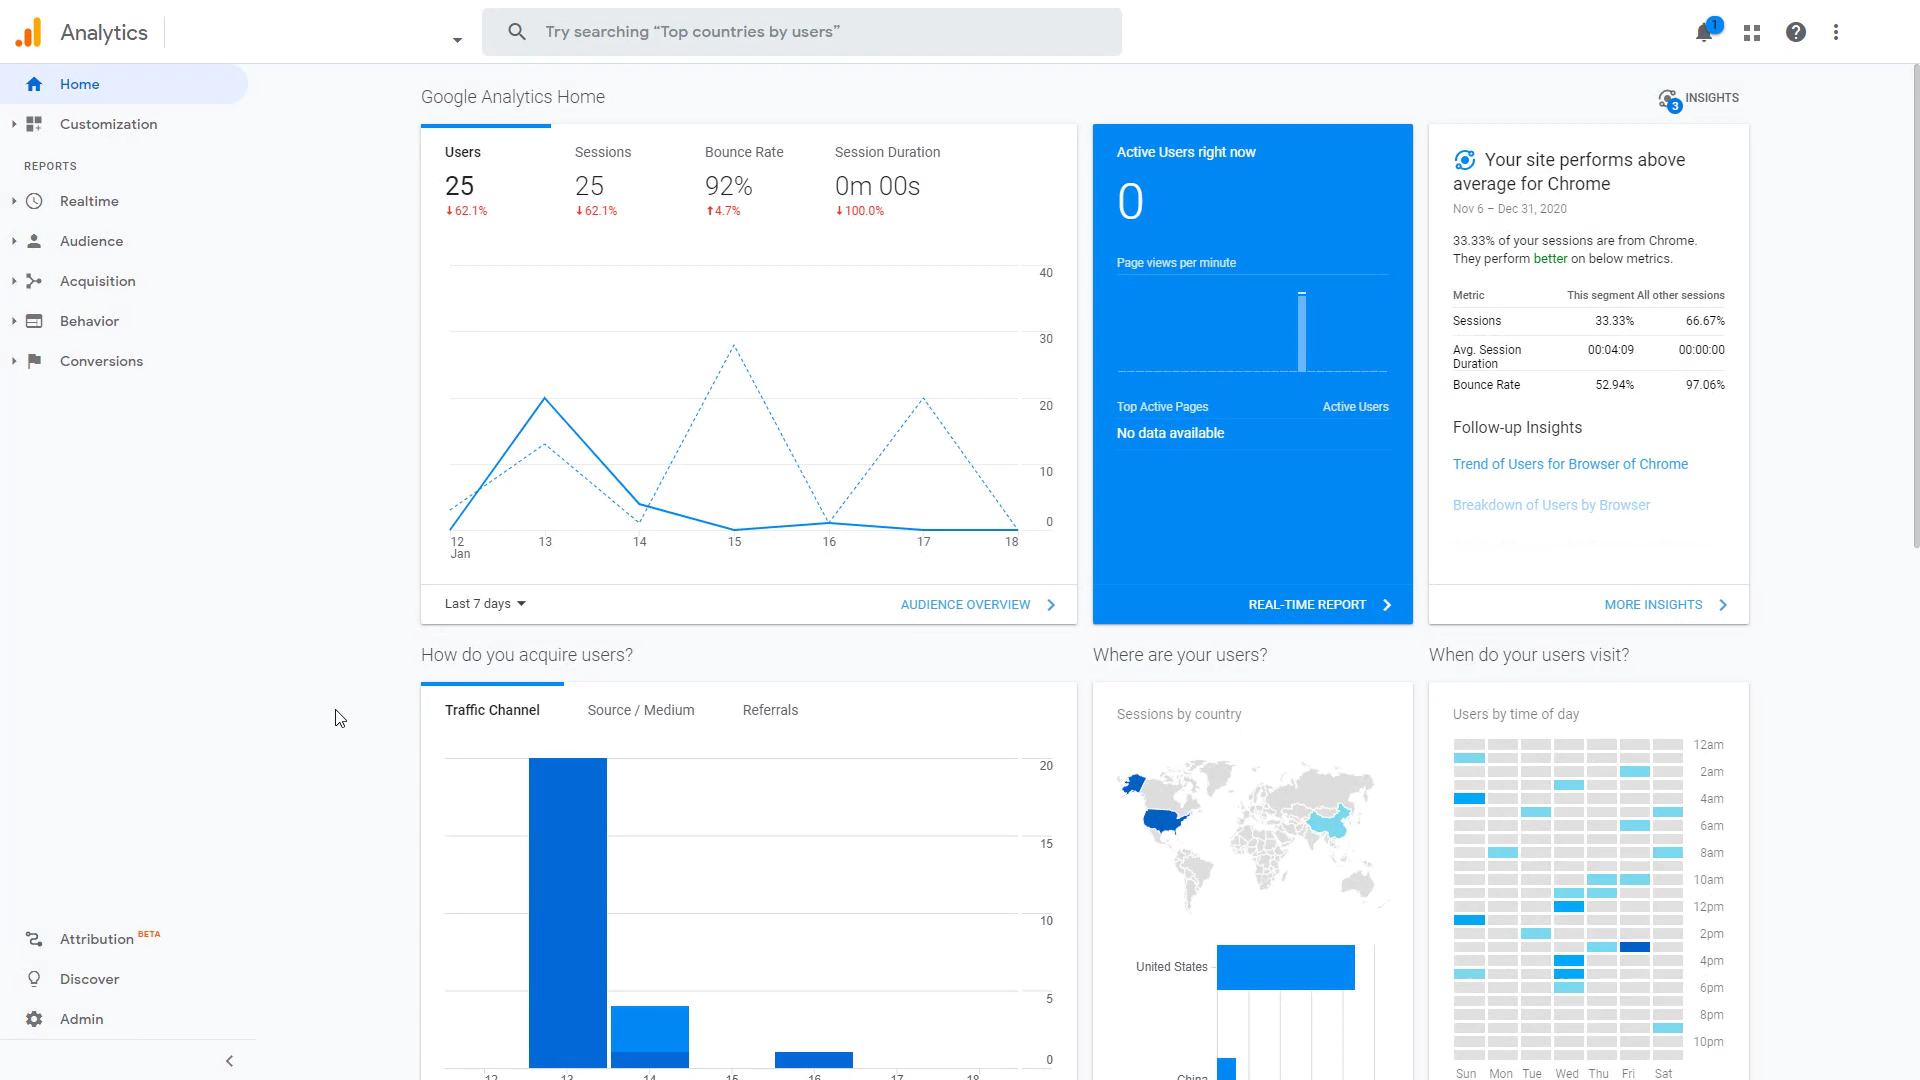 Analytics
Try searching “Top countries by users”
1
Home
Customization
REPORTS
Realtime
Audience
Acquisition
Behavior
Conversions
Attribution BETA
Discover
Admin
Google Analytics Home
3 INSIGHTS
Users Sessions Bounce Rate Session Duration
25 25 92% 0m 00s
↓62.1% ↓62.1% ↑4.7% ↓100.0%
40
30
20
10
0
12 13 14 15 16 17 18
Jan
Last 7 days
AUDIENCE OVERVIEW
Active Users right now
0
Page views per minute
Top Active Pages Active Users
No data available
REAL-TIME REPORT
Your site performs above
average for Chrome
Nov 6 – Dec 31, 2020
33.33% of your sessions are from Chrome.
They perform better on below metrics.
Metric This segment All other sessions
Sessions 33.33% 66.67%
Avg. Session
Duration 00:04:09 00:00:00
Bounce Rate 52.94% 97.06%
Follow-up Insights
Trend of Users for Browser of Chrome
Breakdown of Users by Browser
MORE INSIGHTS
How do you acquire users?
Traffic Channel Source / Medium Referrals
20
15
10
5
0
12 13 14 15 16 17 18
Where are your users?
Sessions by country
United States
China
When do your users visit?
Users by time of day
12am
2am
4am
6am
8am
10am
12pm
2pm
4pm
6pm
8pm
10pm
Sun Mon Tue Wed Thu Fri Sat